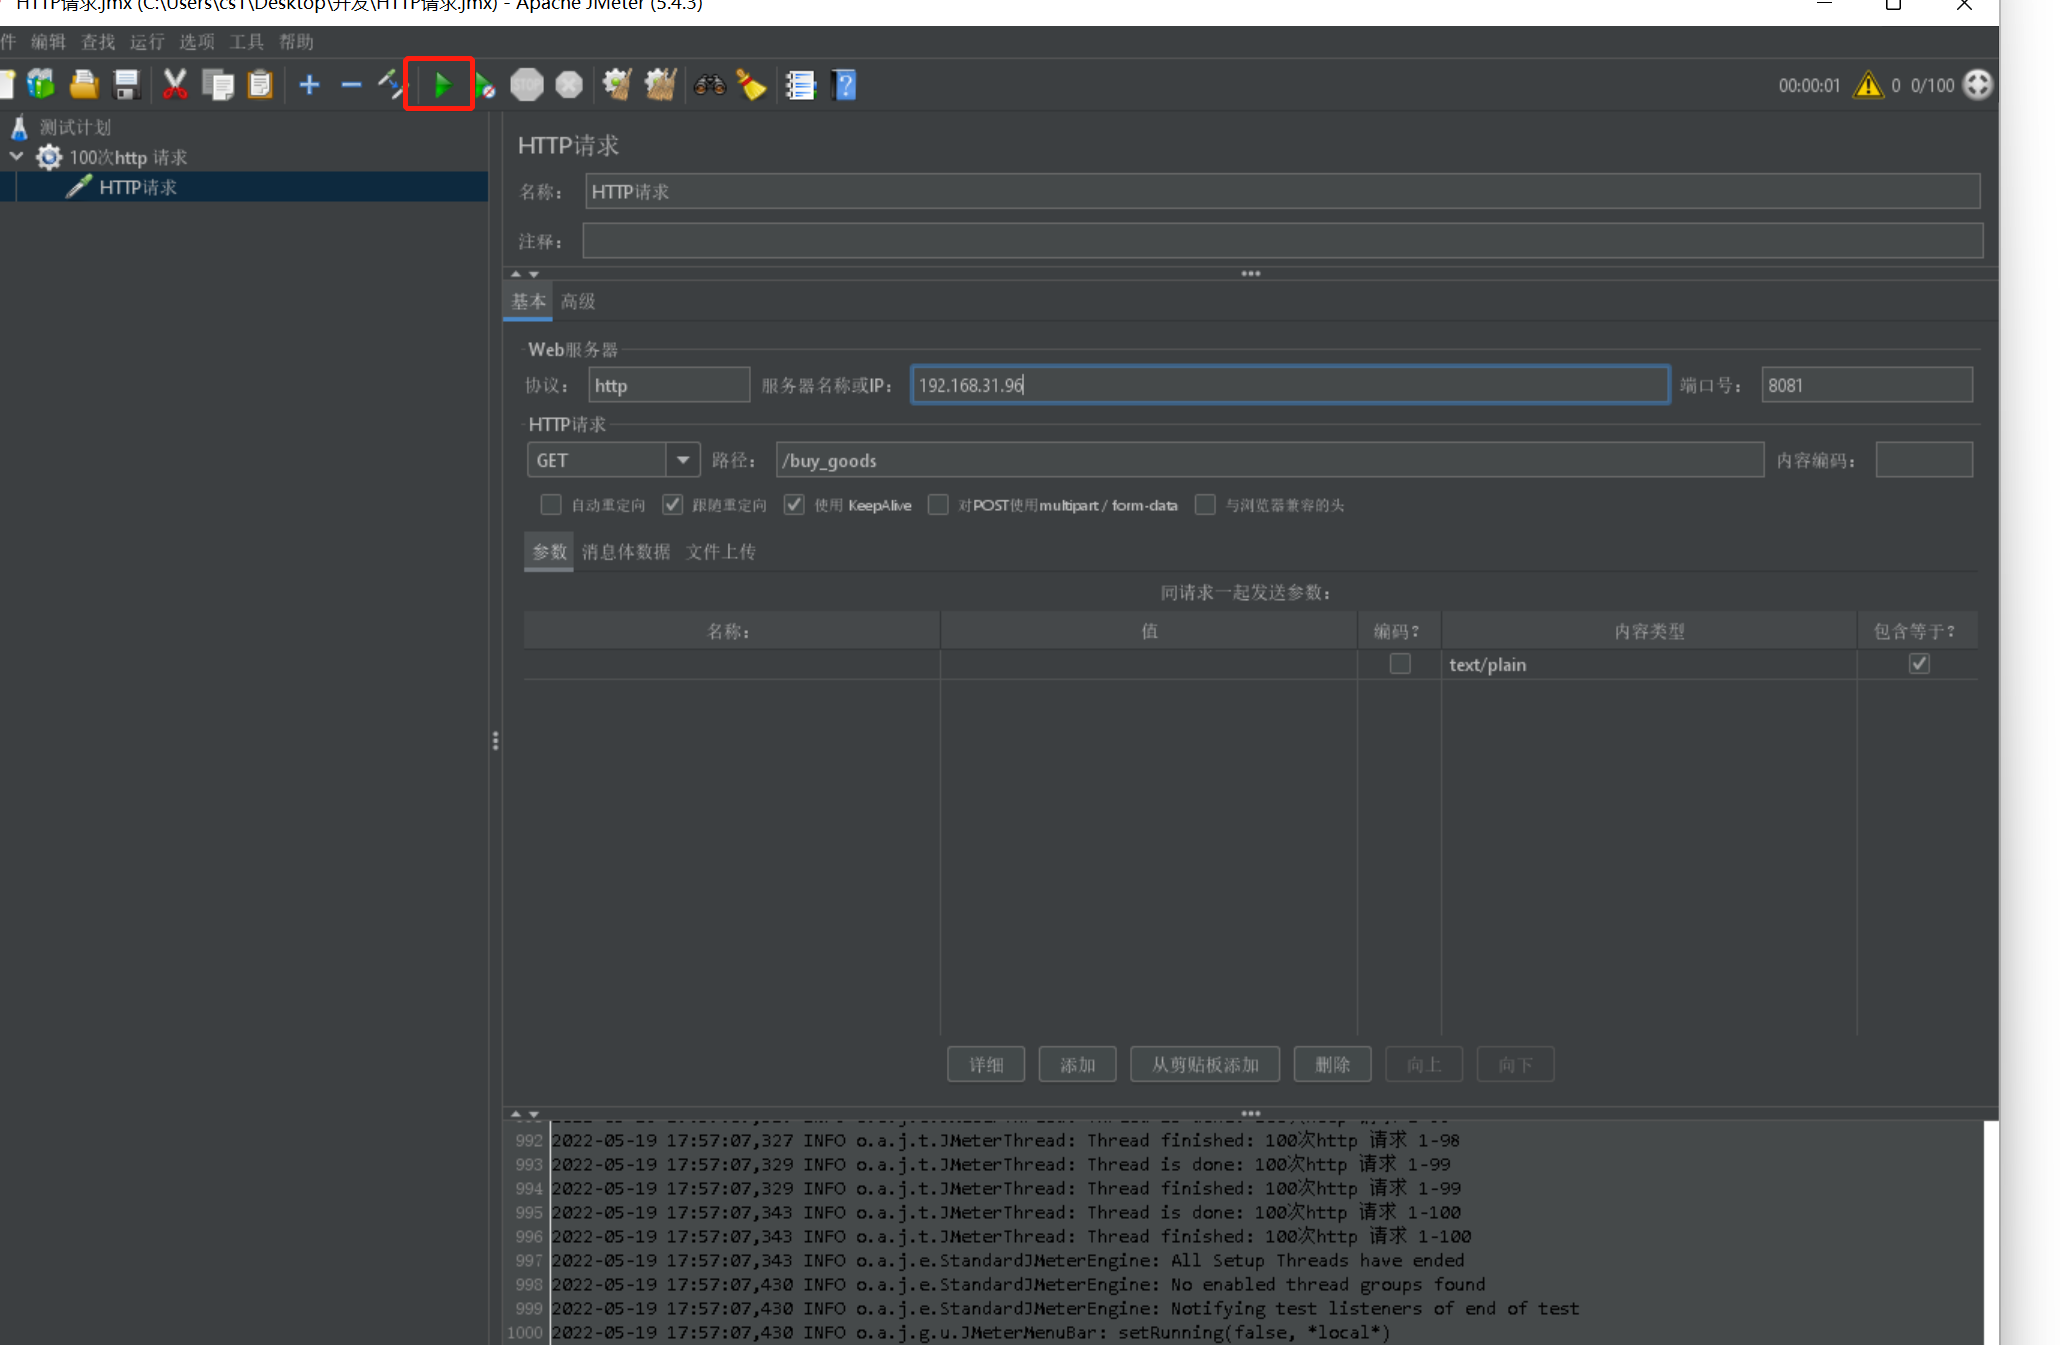 HTTP请求.jmx (C:\Users\cs1\Desktop\并发\HTTP请求.jmx) - Apache JMeter (5.4.3)
件 编辑 查找 运行 选项 工具 帮助
STOP
00:00:01 0 0/100
测试计划
100次http 请求
HTTP请求
HTTP请求
名称： HTTP请求
注释：
基本 高级
Web服务器
协议： http 服务器名称或IP： 192.168.31.96 端口号： 8081
HTTP请求
GET 路径： /buy_goods 内容编码：
自动重定向 跟随重定向 使用 KeepAlive 对POST使用multipart / form-data 与浏览器兼容的头
参数 消息体数据 文件上传
同请求一起发送参数：
名称： 值 编码？ 内容类型 包含等于？
text/plain
详细 添加 从剪贴板添加 删除 向上 向下
992 2022-05-19 17:57:07,327 INFO o.a.j.t.JMeterThread: Thread finished: 100次http 请求 1-98
993 2022-05-19 17:57:07,329 INFO o.a.j.t.JMeterThread: Thread is done: 100次http 请求 1-99
994 2022-05-19 17:57:07,329 INFO o.a.j.t.JMeterThread: Thread finished: 100次http 请求 1-99
995 2022-05-19 17:57:07,343 INFO o.a.j.t.JMeterThread: Thread is done: 100次http 请求 1-100
996 2022-05-19 17:57:07,343 INFO o.a.j.t.JMeterThread: Thread finished: 100次http 请求 1-100
997 2022-05-19 17:57:07,343 INFO o.a.j.e.StandardJMeterEngine: All Setup Threads have ended
998 2022-05-19 17:57:07,430 INFO o.a.j.e.StandardJMeterEngine: No enabled thread groups found
999 2022-05-19 17:57:07,430 INFO o.a.j.e.StandardJMeterEngine: Notifying test listeners of end of test
1000 2022-05-19 17:57:07,430 INFO o.a.j.g.u.JMeterMenuBar: setRunning(false, *local*)